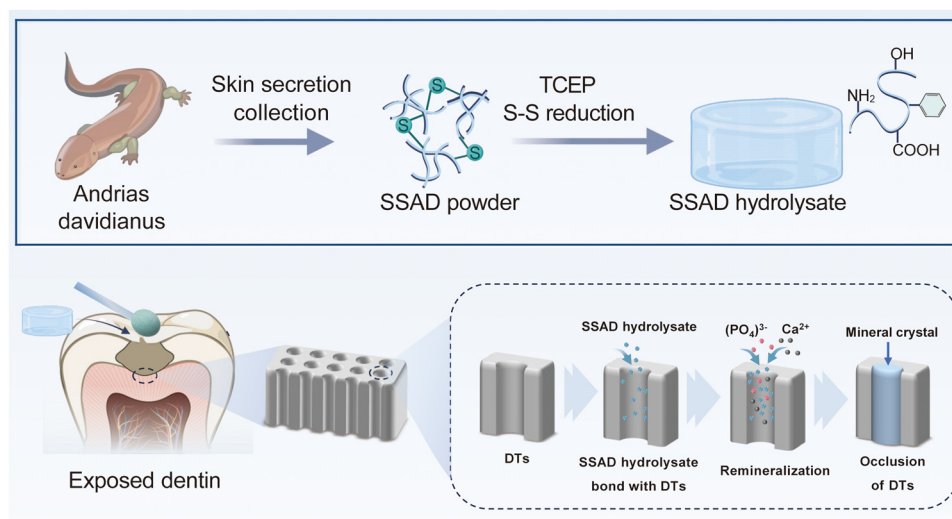 Skin secretion
collection
TCEP
S-S reduction
S
S
S
OH
NH₂
COOH
Andrias
davidianus
SSAD powder
SSAD hydrolysate
SSAD hydrolysate
(PO₄)³⁻
Ca²⁺
Mineral crystal
DTs
SSAD hydrolysate
bond with DTs
Remineralization
Occlusion
of DTs
Exposed dentin